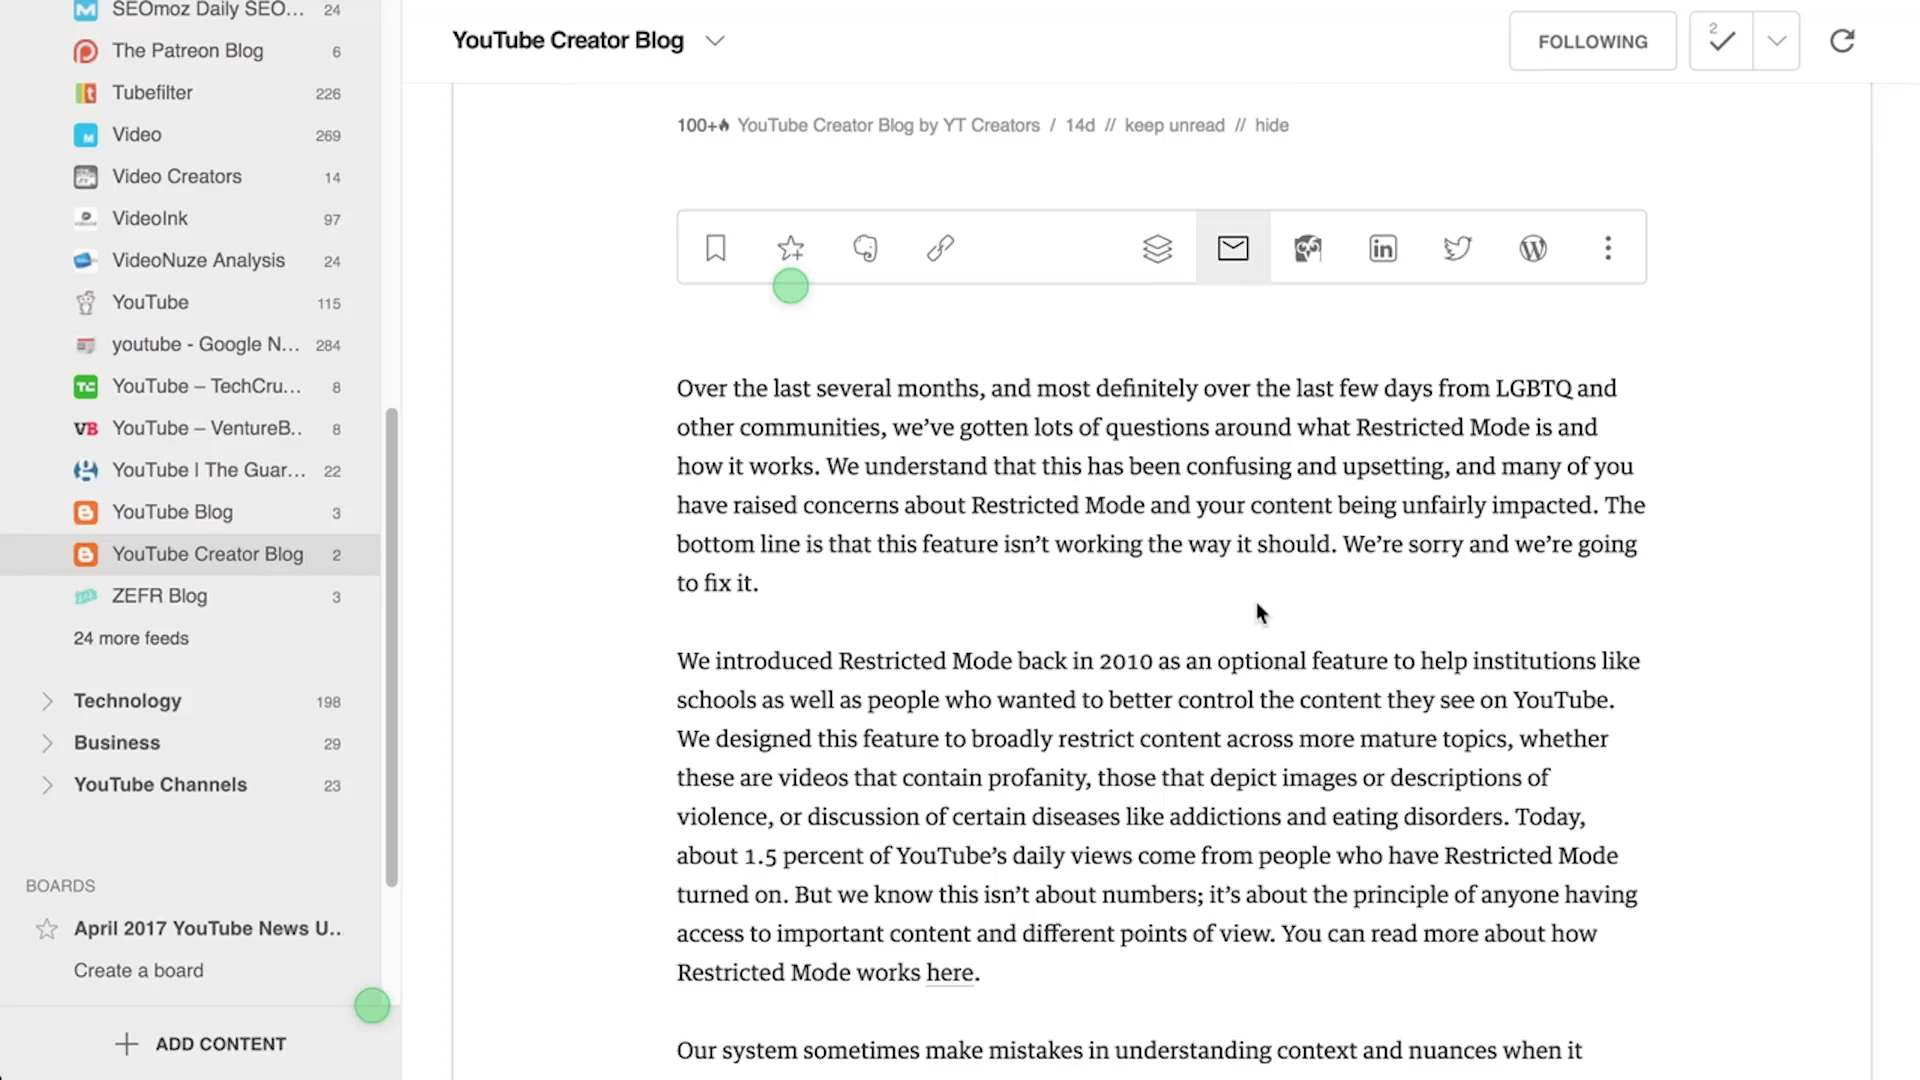 SEOmoz Daily SEO... 24
The Patreon Blog 6
Tubefilter 226
Video 269
Video Creators 14
VideoInk 97
VideoNuze Analysis 24
YouTube 115
youtube - Google N... 284
YouTube – TechCru... 8
YouTube – VentureB.. 8
YouTube | The Guar... 22
YouTube Blog 3
YouTube Creator Blog 2
ZEFR Blog 3
24 more feeds
Technology 198
Business 29
YouTube Channels 23
BOARDS
April 2017 YouTube News U..
Create a board
ADD CONTENT
YouTube Creator Blog
FOLLOWING
2
100+ YouTube Creator Blog by YT Creators / 14d // keep unread // hide
Over the last several months, and most definitely over the last few days from LGBTQ and
other communities, we’ve gotten lots of questions around what Restricted Mode is and
how it works. We understand that this has been confusing and upsetting, and many of you
have raised concerns about Restricted Mode and your content being unfairly impacted. The
bottom line is that this feature isn’t working the way it should. We’re sorry and we’re going
to fix it.
We introduced Restricted Mode back in 2010 as an optional feature to help institutions like
schools as well as people who wanted to better control the content they see on YouTube.
We designed this feature to broadly restrict content across more mature topics, whether
these are videos that contain profanity, those that depict images or descriptions of
violence, or discussion of certain diseases like addictions and eating disorders. Today,
about 1.5 percent of YouTube’s daily views come from people who have Restricted Mode
turned on. But we know this isn’t about numbers; it’s about the principle of anyone having
access to important content and different points of view. You can read more about how
Restricted Mode works here.
Our system sometimes make mistakes in understanding context and nuances when it